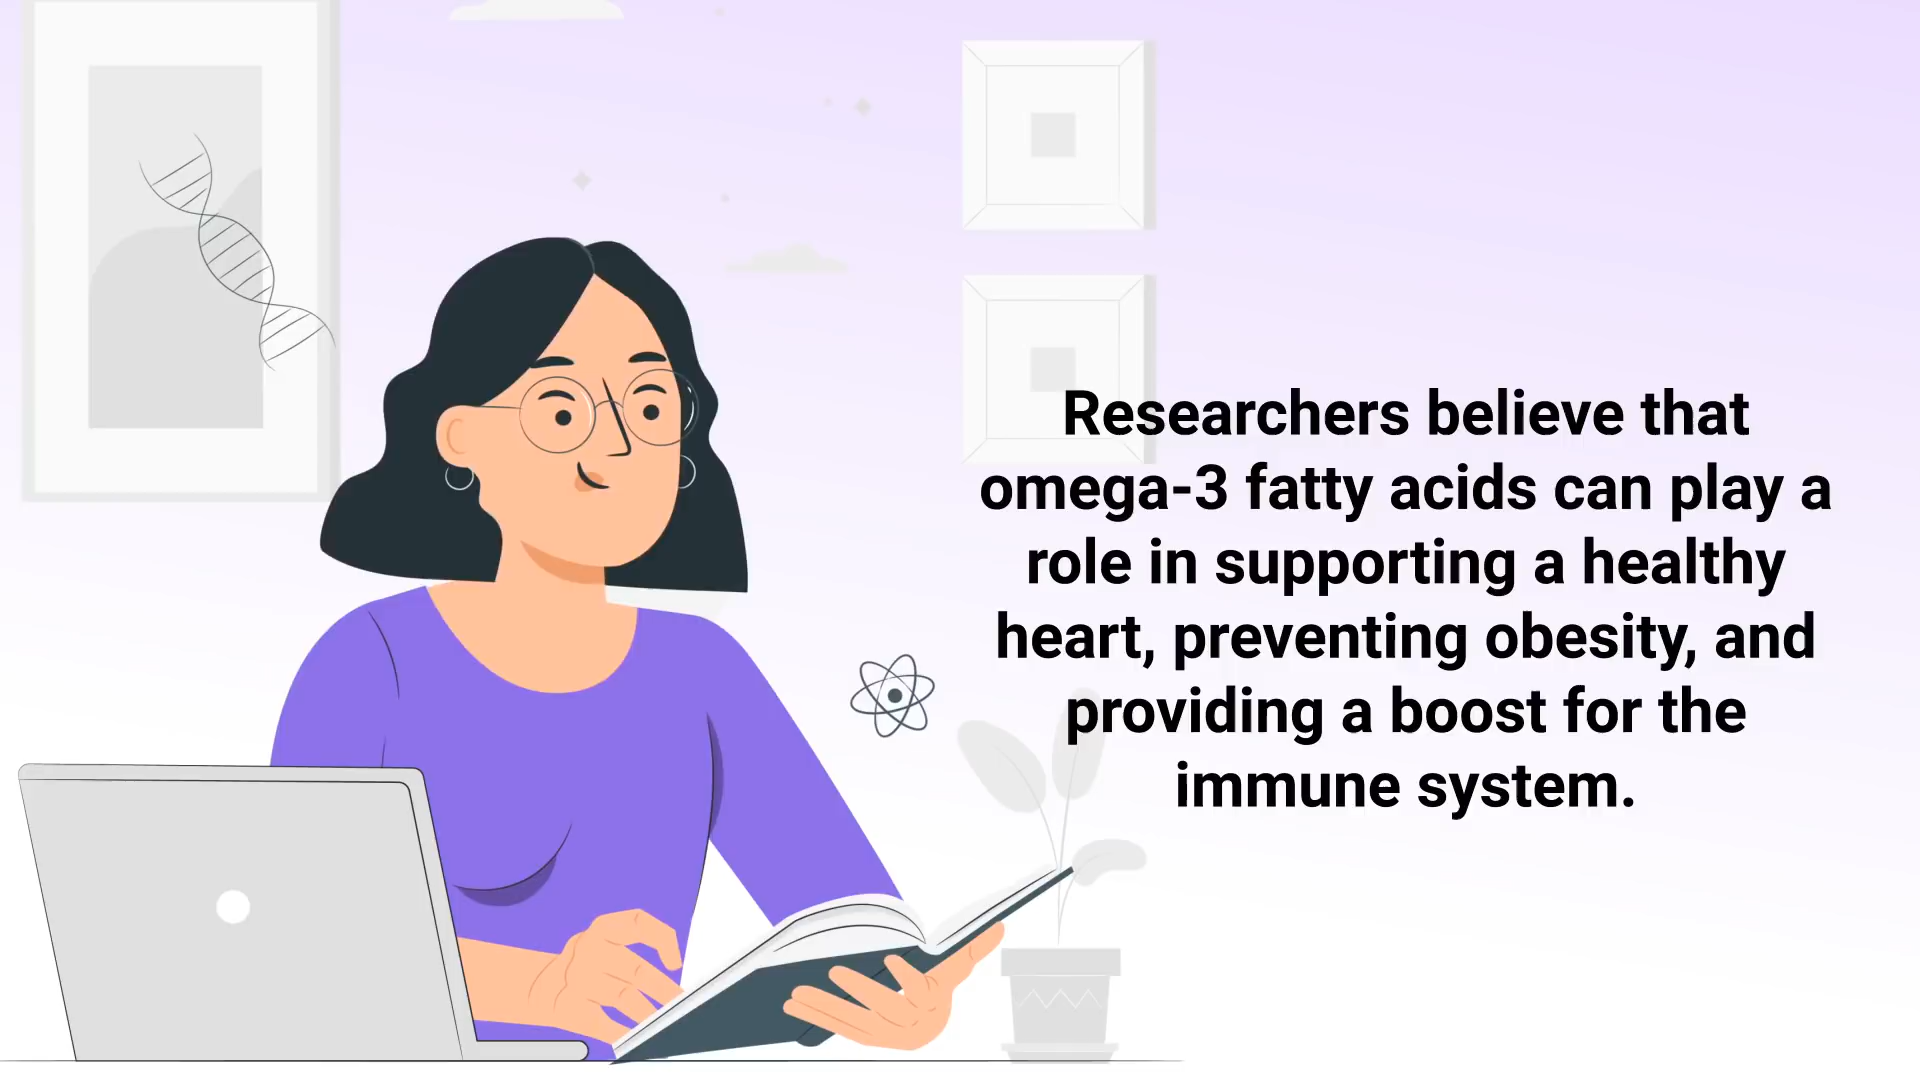 Researchers believe that
omega-3 fatty acids can play a
role in supporting a healthy
heart, preventing obesity, and
providing a boost for the
immune system.